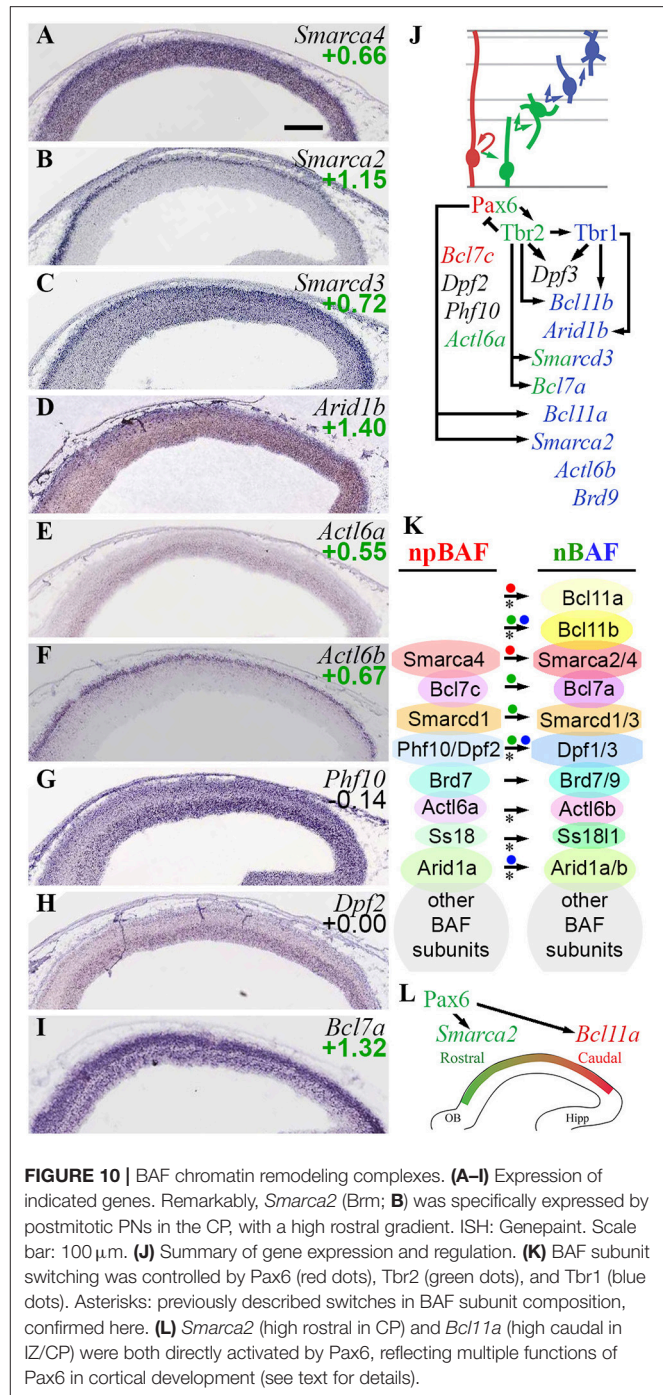 A
Smarca4
+0.66
B
Smarca2
+1.15
C
Smarcd3
+0.72
D
Arid1b
+1.40
E
Actl6a
+0.55
F
Actl6b
+0.67
G
Phf10
-0.14
H
Dpf2
+0.00
I
Bcl7a
+1.32
J
Pax6
Tbr2 Tbr1
Bcl7c
Dpf2
Phf10
Actl6a
Dpf3
Bcl11b
Arid1b
Smarcd3
Bcl7a
Bcl11a
Smarca2
Actl6b
Brd9
K
npBAF nBAF
* Bcl11a
* Bcl11b
Smarca4 Smarca2/4
Bcl7c Bcl7a
Smarcd1 Smarcd1/3
Phf10/Dpf2 * Dpf1/3
Brd7 Brd7/9
Actl6a * Actl6b
Ss18 * Ss18l1
Arid1a * Arid1a/b
other other
BAF BAF
subunits subunits
L
Pax6
Smarca2 Bcl11a
Rostral Caudal
OB Hipp
FIGURE 10 | BAF chromatin remodeling complexes. (A–I) Expression of
indicated genes. Remarkably, Smarca2 (Brm; B) was specifically expressed by
postmitotic PNs in the CP, with a high rostral gradient. ISH: Genepaint. Scale
bar: 100 μm. (J) Summary of gene expression and regulation. (K) BAF subunit
switching was controlled by Pax6 (red dots), Tbr2 (green dots), and Tbr1 (blue
dots). Asterisks: previously described switches in BAF subunit composition,
confirmed here. (L) Smarca2 (high rostral in CP) and Bcl11a (high caudal in
IZ/CP) were both directly activated by Pax6, reflecting multiple functions of
Pax6 in cortical development (see text for details).